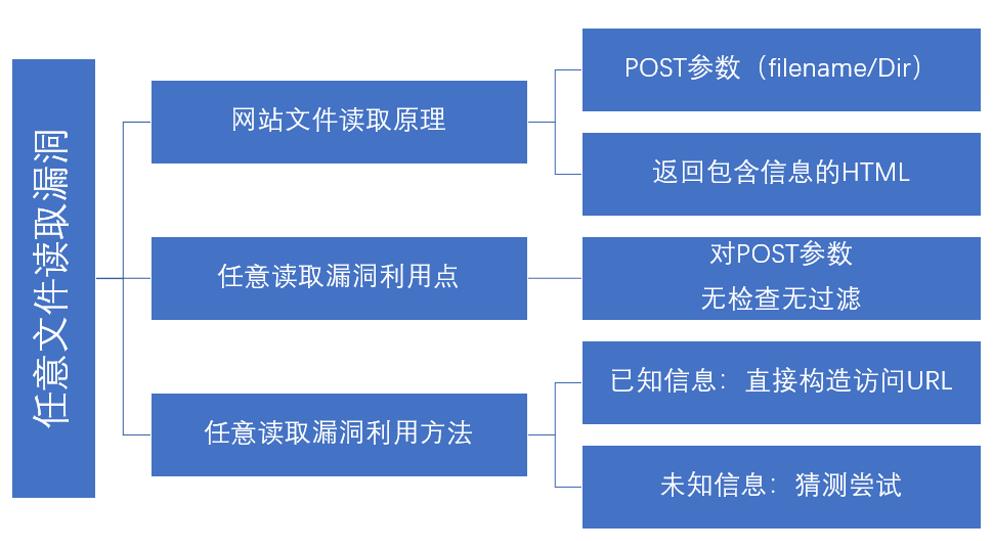 任意文件读取漏洞
网站文件读取原理
POST参数（filename/Dir）
返回包含信息的HTML
任意读取漏洞利用点
对POST参数
无检查无过滤
任意读取漏洞利用方法
已知信息：直接构造访问URL
未知信息：猜测尝试